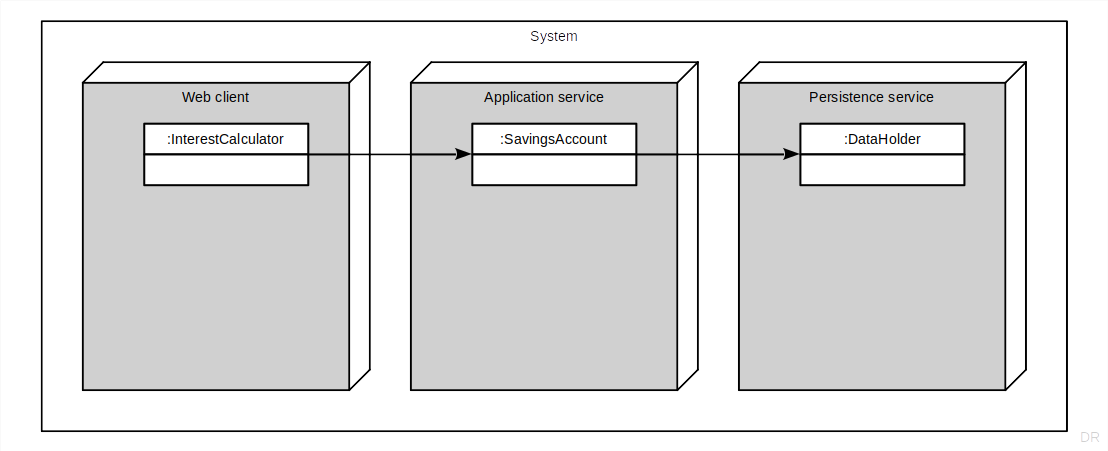 System
Web client
Application service
Persistence service
:InterestCalculator
:SavingsAccount
:DataHolder
DR